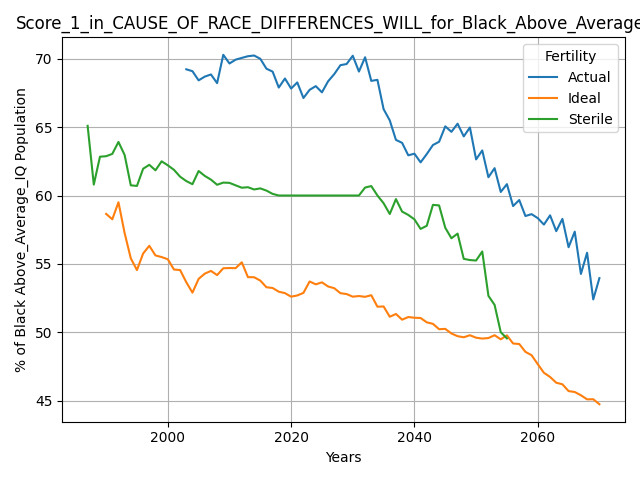 Score_1_in_CAUSE_OF_RACE_DIFFERENCES_WILL_for_Black_Above_Average
Fertility
Actual
Ideal
Sterile
% of Black Above_Average_IQ Population
70
65
60
55
50
45
2000
2020
2040
2060
Years